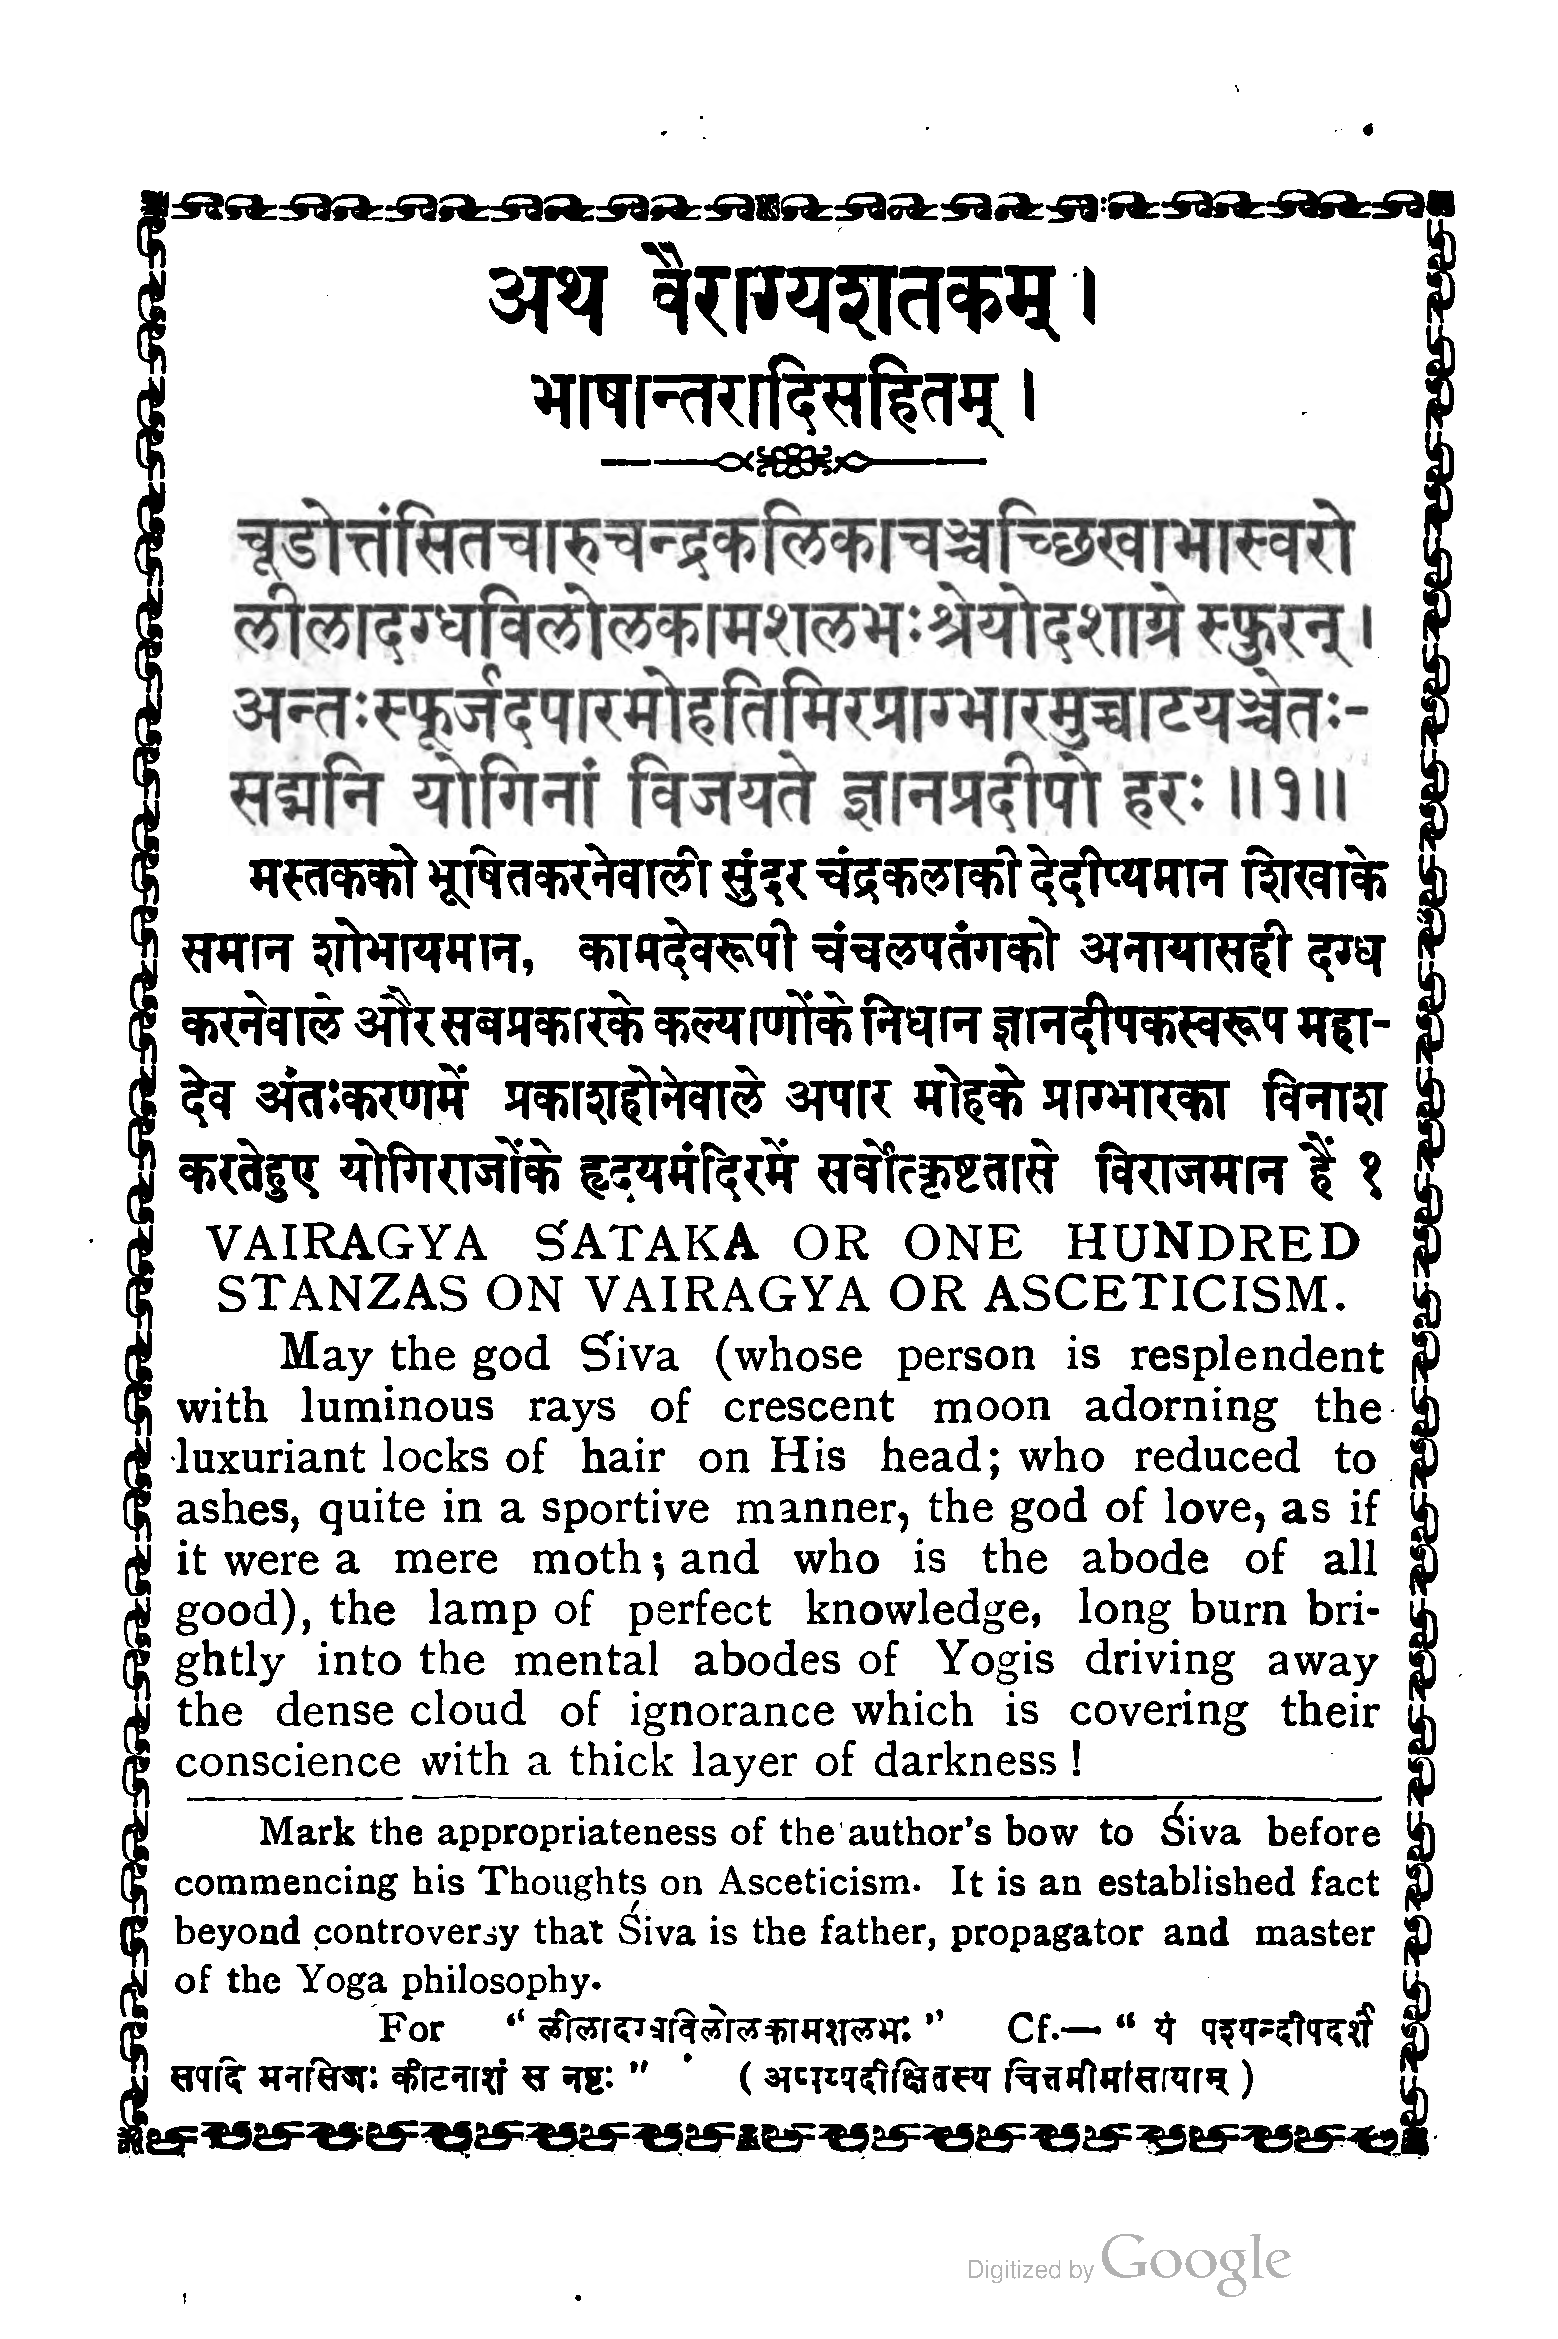 अथ वैराग्यशतकम् ।
भाषान्तरादिसहितम् ।
चूडोत्तंसितचारुचन्द्रकलिकाचञ्चच्छिखाभास्वरो
लीलादग्धविलोलकामशलभःश्रेयोदशाग्रे स्फुरन् ।
अन्तःस्फूर्जदपारमोहतिमिरप्राग्भारमुच्चाटयञ्चेतः-
सद्मनि योगिनां विजयते ज्ञानप्रदीपो हरः ॥१॥
मस्तकको भूषितकरनेवाली सुंदर चंद्रकलाकी देदीप्यमान शिखाके
समान शोभायमान, कामदेवरूपी चंचलपतंगको अनायासही दग्ध
करनेवाले और सबप्रकारके कल्याणोंके निधान ज्ञानदीपकस्वरूप महा-
देव अंतःकरणमें प्रकाशहोनेवाले अपार मोहके प्राग्भारका विनाश
करतेहुए योगिराजोंके हृदयमंदिरमें सर्वोत्कृष्टतासे विराजमान हैं १
VAIRAGYA ŚATAKA OR ONE HUNDRED
STANZAS ON VAIRAGYA OR ASCETICISM.
May the god Śiva (whose person is resplendent
with luminous rays of crescent moon adorning the
luxuriant locks of hair on His head; who reduced to
ashes, quite in a sportive manner, the god of love, as if
it were a mere moth; and who is the abode of all
good), the lamp of perfect knowledge, long burn bri-
ghtly into the mental abodes of Yogis driving away
the dense cloud of ignorance which is covering their
conscience with a thick layer of darkness !
Mark the appropriateness of the author's bow to Śiva before
commencing his Thoughts on Asceticism. It is an established fact
beyond controversy that Śiva is the father, propagator and master
of the Yoga philosophy.
For “ लीलादग्धविलोलकामशलभः ” Cf.— “ यं पश्यन्दीपदर्शं
सपदि मनसिजः कीटनाशं स नष्टः ” ( अप्पय्यदीक्षितस्य चित्तमीमांसायाम् )
Digitized by Google